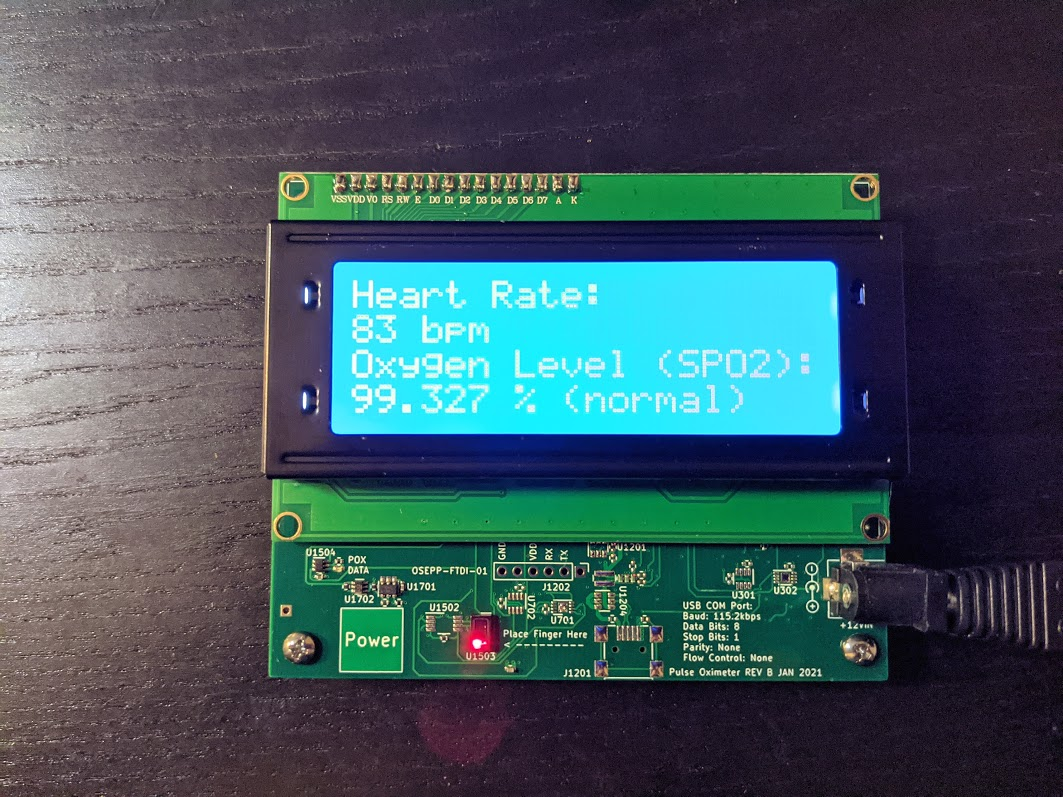 VSS VDD V0 RS RW E D0 D1 D2 D3 D4 D5 D6 D7 A K
Heart Rate:
83 bpm
Oxygen Level (SPO2):
99.327 % (normal)
U1504
POX
DATA
U1702
U1701
OSEPP-FTDI-01
GND
VDD
RX
TX
J1202
U1201
U1204
U1502
U702
U701
U301
U302
+12VIN
Power
U1503
Place Finger Here
<----------
J1201
USB COM Port:
Baud: 115.2kbps
Data Bits: 8
Stop Bits: 1
Parity: None
Flow Control: None
Pulse Oximeter REV B JAN 2021